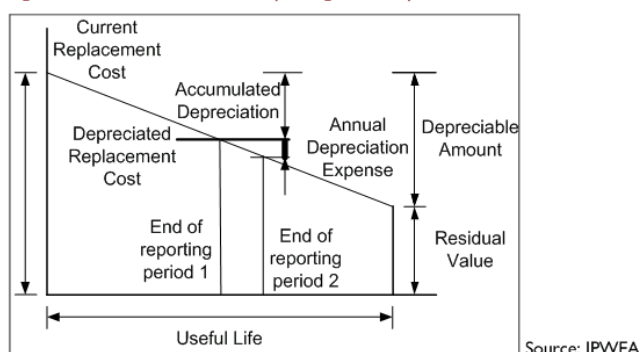 Current
Replacement
Cost
Accumulated
Depreciation
Depreciated
Replacement
Cost
Annual
Depreciation
Expense
Depreciable
Amount
End of
reporting
period 1
End of
reporting
period 2
Residual
Value
Useful Life
Source: IPWEA